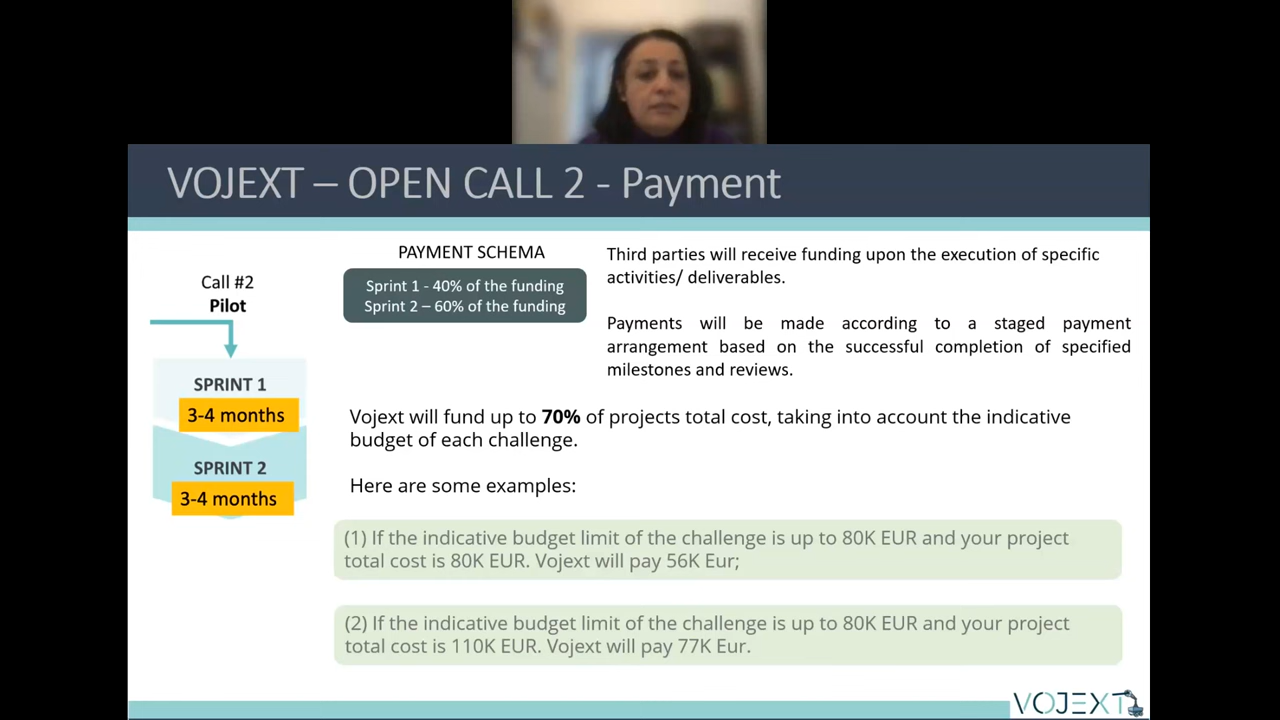 VOJEXT – OPEN CALL 2 - Payment
Call #2
Pilot
SPRINT 1
3-4 months
SPRINT 2
3-4 months
PAYMENT SCHEMA
Sprint 1 - 40% of the funding
Sprint 2 – 60% of the funding
Third parties will receive funding upon the execution of specific
activities/ deliverables.
Payments will be made according to a staged payment
arrangement based on the successful completion of specified
milestones and reviews.
Vojext will fund up to 70% of projects total cost, taking into account the indicative
budget of each challenge.
Here are some examples:
(1) If the indicative budget limit of the challenge is up to 80K EUR and your project
total cost is 80K EUR. Vojext will pay 56K Eur;
(2) If the indicative budget limit of the challenge is up to 80K EUR and your project
total cost is 110K EUR. Vojext will pay 77K Eur.
VOJEXT